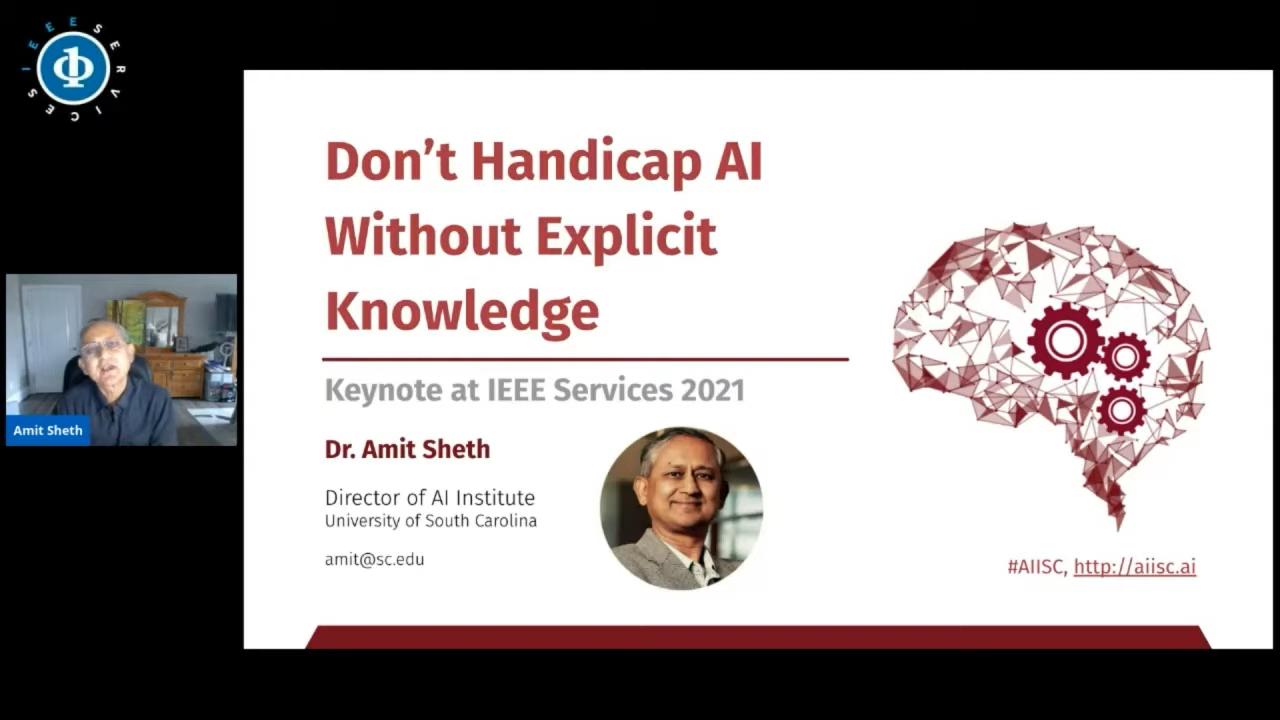 IEEE SERVICES
Don’t Handicap AI
Without Explicit
Knowledge
Keynote at IEEE Services 2021
Dr. Amit Sheth
Director of AI Institute
University of South Carolina
amit@sc.edu
#AIISC, http://aiisc.ai
Amit Sheth